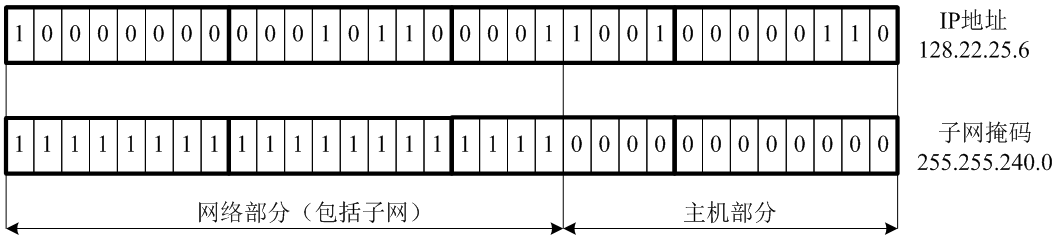 1 0 0 0 0 0 0 0 0 0 0 1 0 1 1 0 0 0 0 1 1 0 0 1 0 0 0 0 0 1 1 0
IP地址
128.22.25.6
1 1 1 1 1 1 1 1 1 1 1 1 1 1 1 1 1 1 1 1 0 0 0 0 0 0 0 0 0 0 0 0
子网掩码
255.255.240.0
网络部分（包括子网） 主机部分